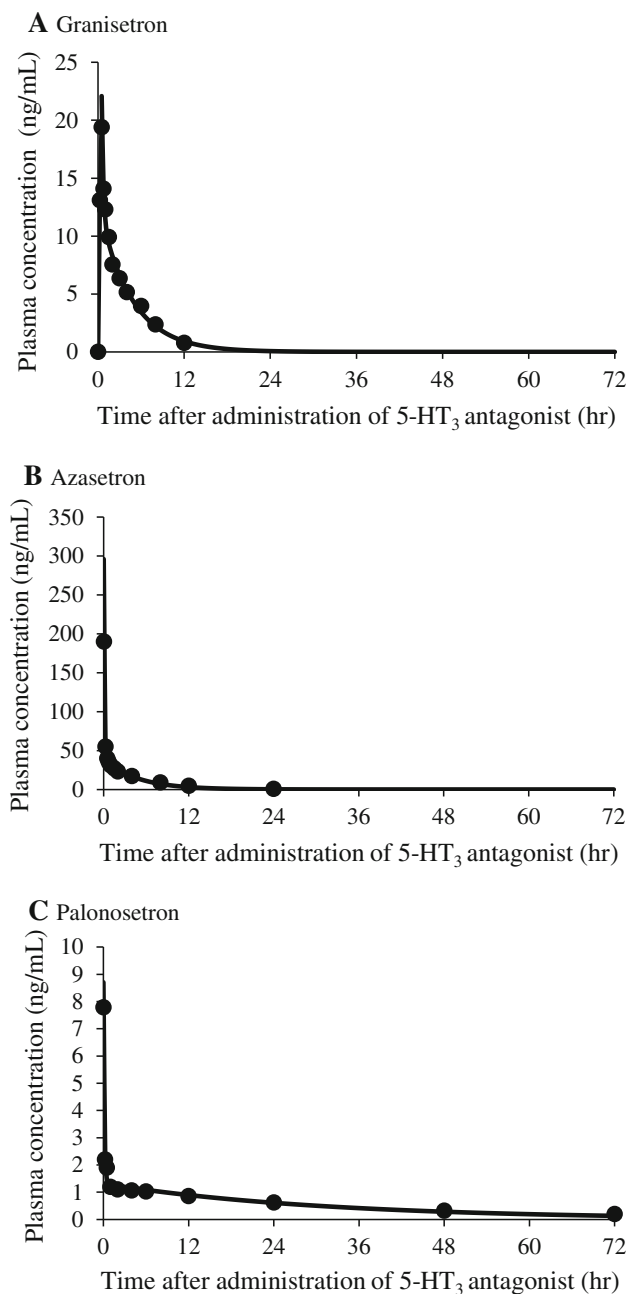 A Granisetron
Plasma concentration (ng/mL)
25
20
15
10
5
0
0 12 24 36 48 60 72
Time after administration of 5-HT₃ antagonist (hr)
B Azasetron
Plasma concentration (ng/mL)
350
300
250
200
150
100
50
0
0 12 24 36 48 60 72
Time after administration of 5-HT₃ antagonist (hr)
C Palonosetron
Plasma concentration (ng/mL)
10
9
8
7
6
5
4
3
2
1
0
0 12 24 36 48 60 72
Time after administration of 5-HT₃ antagonist (hr)